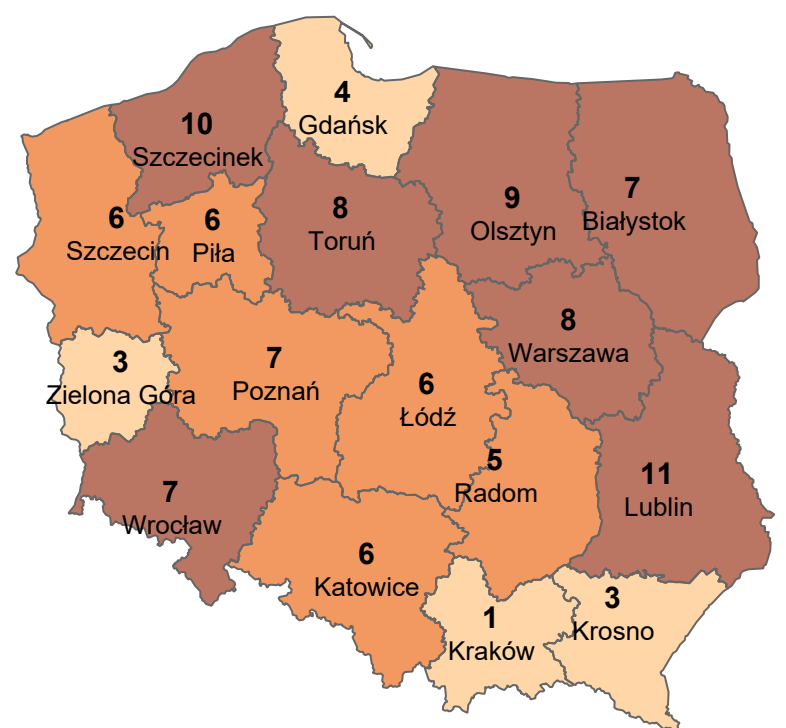 4
Gdańsk
10
Szczecinek
9
Olsztyn
7
Białystok
6
Szczecin
6
Piła
8
Toruń
8
Warszawa
3
Zielona Góra
7
Poznań
6
Łódź
5
Radom
11
Lublin
7
Wrocław
6
Katowice
1
Kraków
3
Krosno